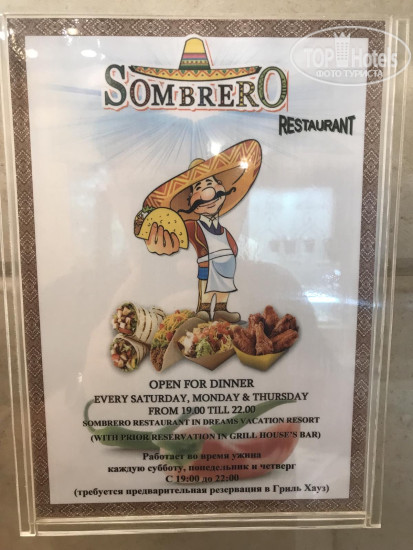 TOPHotels
ФОТО ТУРИСТА
SOMBRERO
RESTAURANT
OPEN FOR DINNER
EVERY SATURDAY, MONDAY & THURSDAY
FROM 19.00 TILL 22.00
SOMBRERO RESTAURANT IN DREAMS VACATION RESORT
(WITH PRIOR RESERVATION IN GRILL HOUSE'S BAR)
Работает во время ужина
каждую субботу, понедельник и четверг
С 19:00 до 22:00
(требуется предварительная резервация в Гриль Хауз)